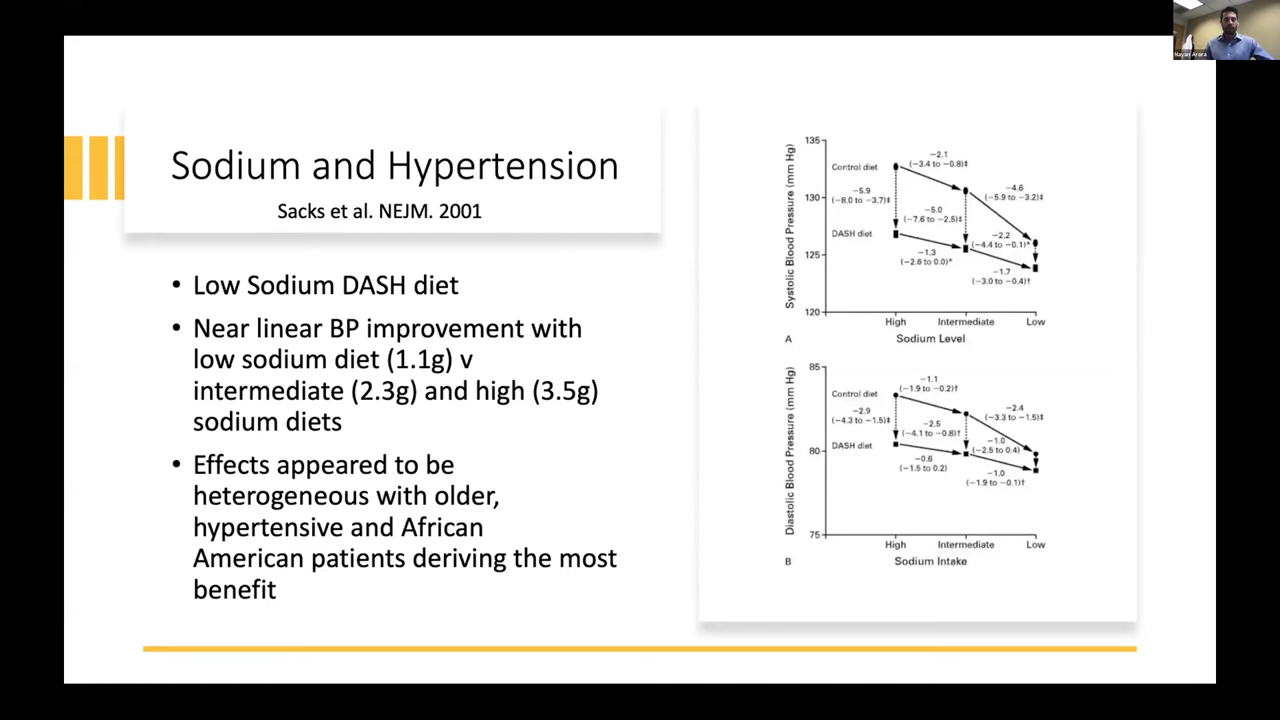 Nayan Arora
Sodium and Hypertension
Sacks et al. NEJM. 2001
• Low Sodium DASH diet
• Near linear BP improvement with
low sodium diet (1.1g) v
intermediate (2.3g) and high (3.5g)
sodium diets
• Effects appeared to be
heterogeneous with older,
hypertensive and African
American patients deriving the most
benefit
Systolic Blood Pressure (mm Hg)
135
130
125
120
Control diet
−2.1
(−3.4 to −0.8)‡
−5.9
(−8.0 to −3.7)‡
−4.6
(−5.9 to −3.2)‡
−5.0
(−7.6 to −2.5)‡
DASH diet
−2.2
(−4.4 to −0.1)*
−1.3
(−2.6 to 0.0)*
−1.7
(−3.0 to −0.4)†
High Intermediate Low
A Sodium Level
Diastolic Blood Pressure (mm Hg)
85
80
75
Control diet
−1.1
(−1.9 to −0.2)†
−2.9
(−4.3 to −1.5)‡
−2.4
(−3.3 to −1.5)‡
−2.5
(−4.1 to −0.8)†
DASH diet
−1.0
(−2.5 to 0.4)
−0.6
(−1.5 to 0.2)
−1.0
(−1.9 to −0.1)†
High Intermediate Low
B Sodium Intake